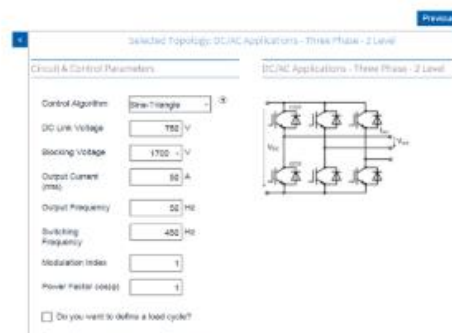 Previous
<
Selected Topology: DC/AC Applications - Three Phase - 2 Level
Circuit & Control Parameters
DC/AC Applications - Three Phase - 2 Level
Control Algorithm
Sine-Triangle
DC Link Voltage
750 V
Blocking Voltage
1700 V
Output Current (rms)
A
Output Frequency
50 Hz
Switching Frequency
450 Hz
Modulation Index
1
Power Factor cos(φ)
1
Do you want to define a load cycle?